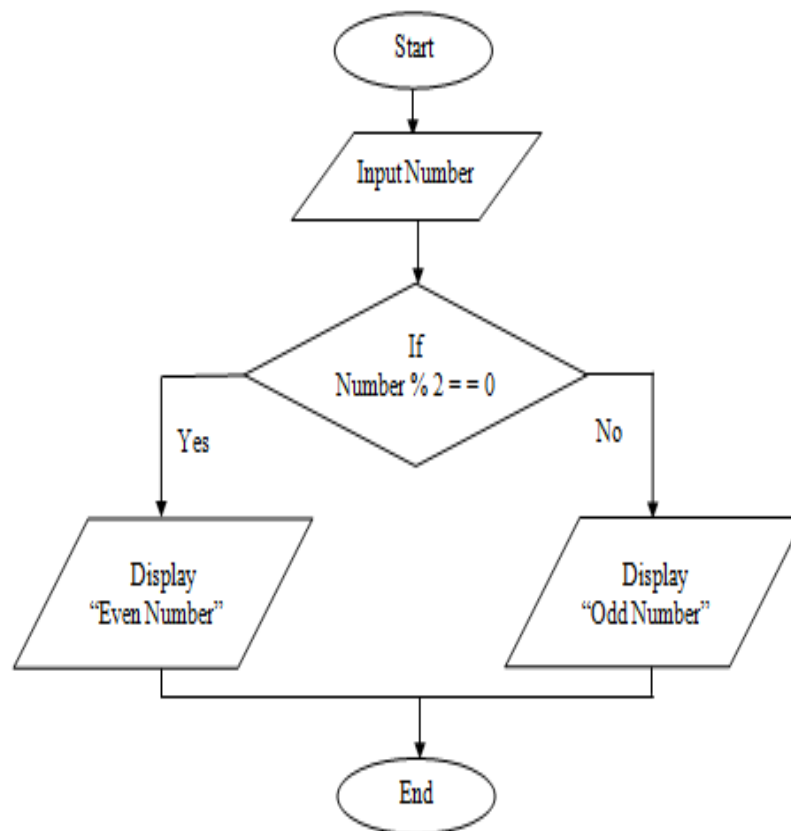 Start
Input Number
If
Number % 2 = = 0
Yes
No
Display
“Even Number”
Display
“Odd Number”
End